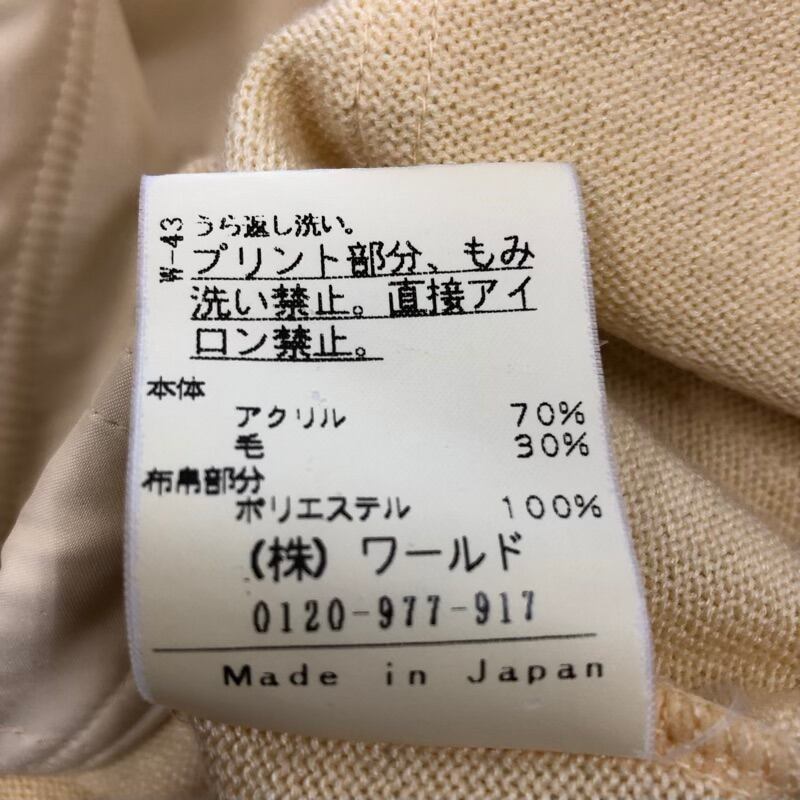 W-43
うら返し洗い。
プリント部分、もみ
洗い禁止。直接アイ
ロン禁止。
本体
アクリル 70%
毛 30%
布帛部分
ポリエステル 100%
(株) ワールド
0120-977-917
Made in Japan